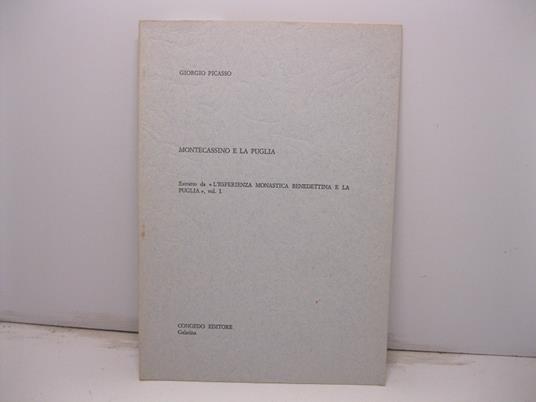 GIORGIO PICASSO
MONTECASSINO E LA PUGLIA
Estratto da « L'ESPERIENZA MONASTICA BENEDETTINA E LA
PUGLIA », vol. I
CONGEDO EDITORE
Galatina